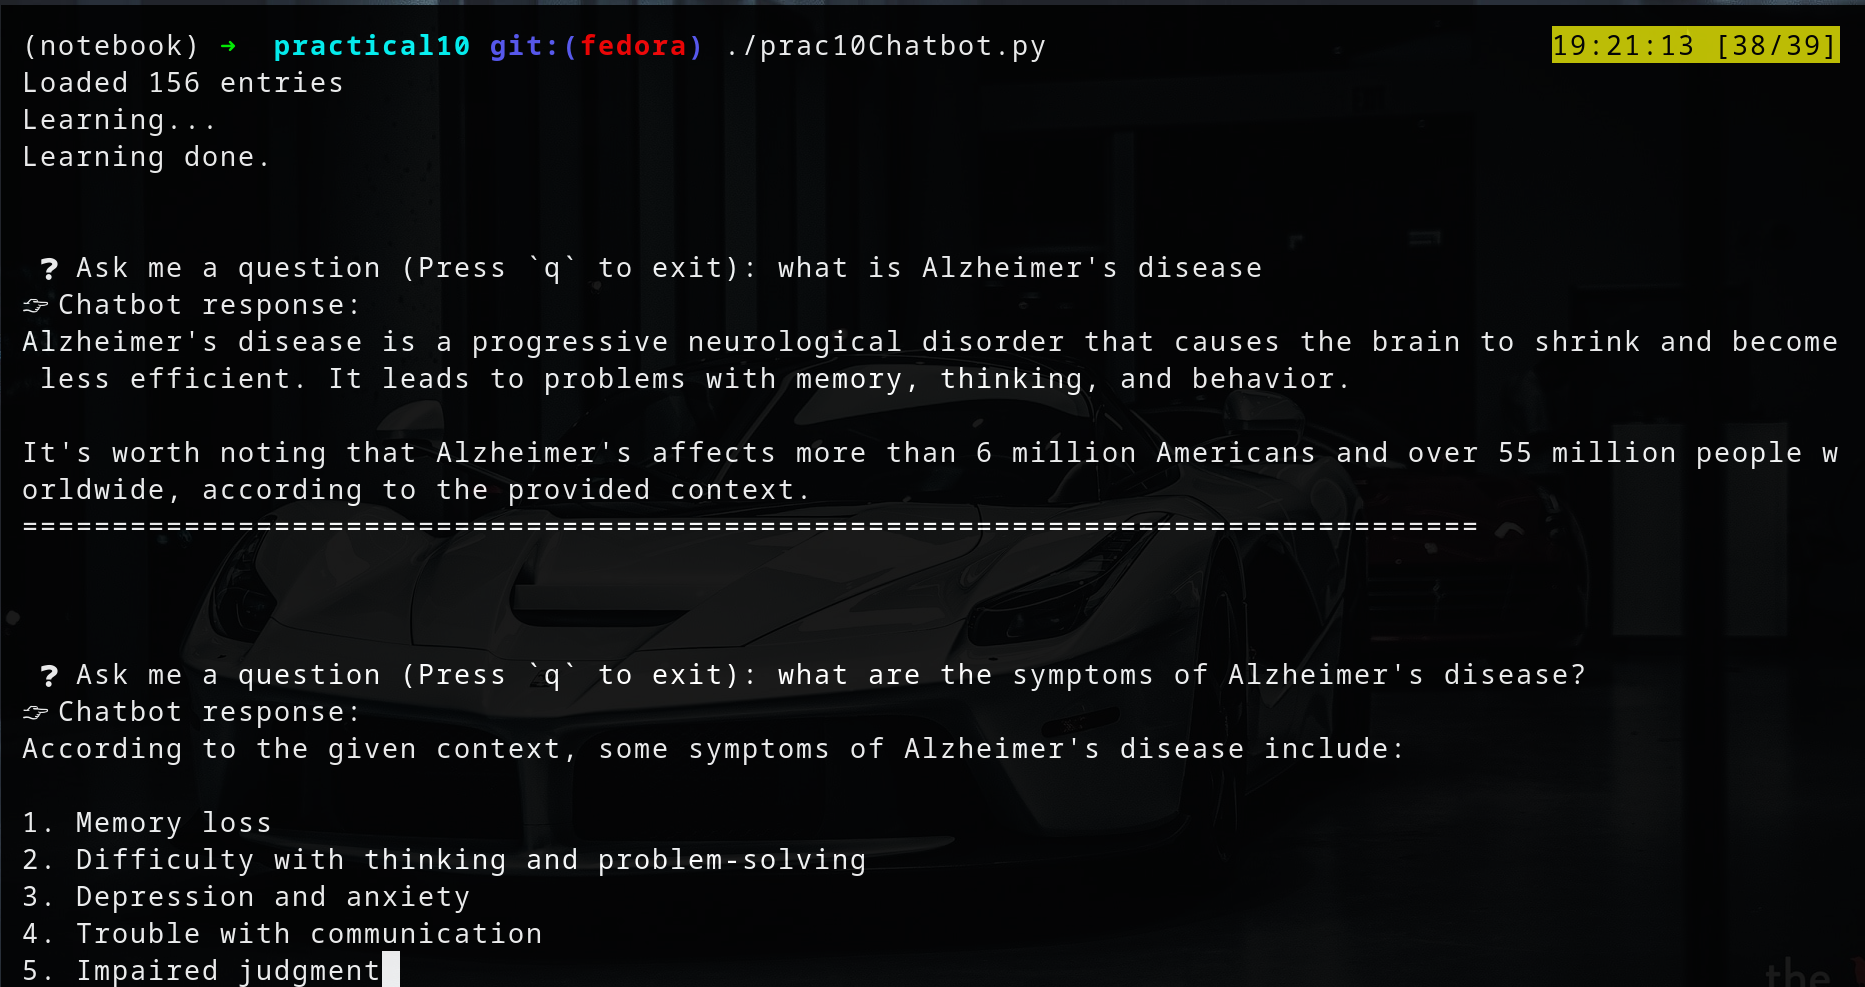 (notebook) ➜  practical10 git:(fedora) ./prac10Chatbot.py 19:21:13 [38/39]
Loaded 156 entries
Learning...
Learning done.
❓ Ask me a question (Press `q` to exit): what is Alzheimer's disease
👉 Chatbot response:
Alzheimer's disease is a progressive neurological disorder that causes the brain to shrink and become
less efficient. It leads to problems with memory, thinking, and behavior.
It's worth noting that Alzheimer's affects more than 6 million Americans and over 55 million people w
orldwide, according to the provided context.
=================================================================================
❓ Ask me a question (Press `q` to exit): what are the symptoms of Alzheimer's disease?
👉 Chatbot response:
According to the given context, some symptoms of Alzheimer's disease include:
1. Memory loss
2. Difficulty with thinking and problem-solving
3. Depression and anxiety
4. Trouble with communication
5. Impaired judgment
the